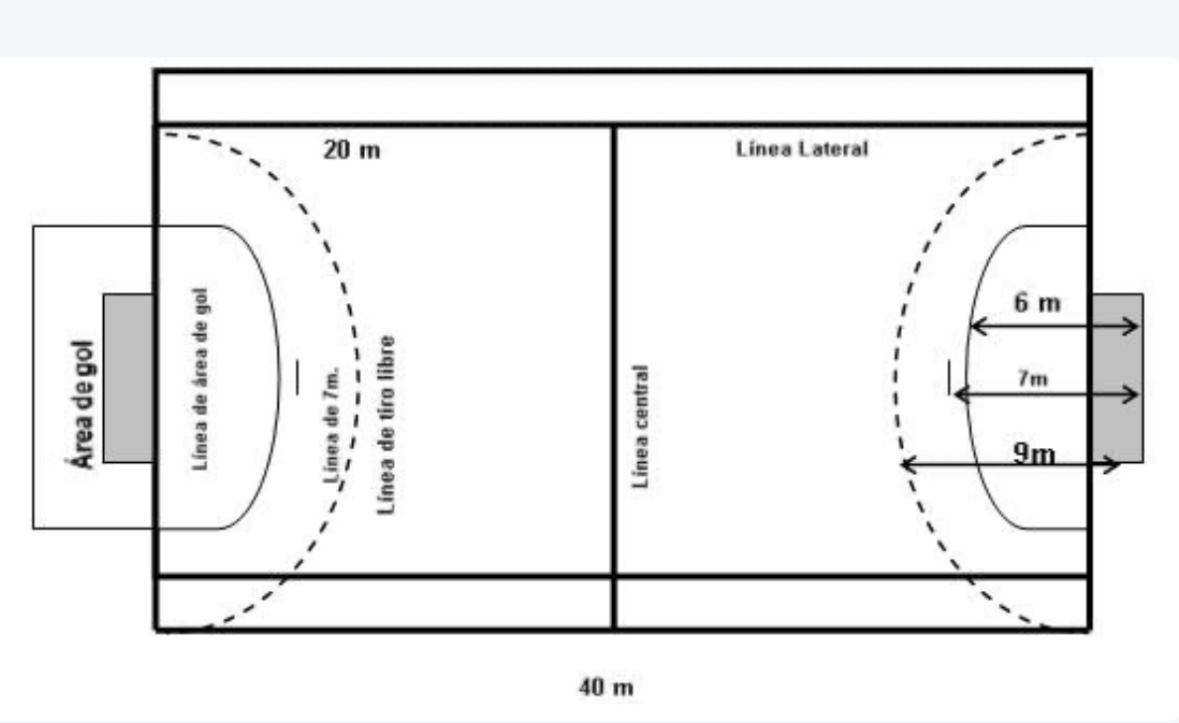 20 m
Línea Lateral
Área de gol
Línea de área de gol
Línea de 7m.
Línea de tiro libre
Línea central
6 m
7m
9m
40 m